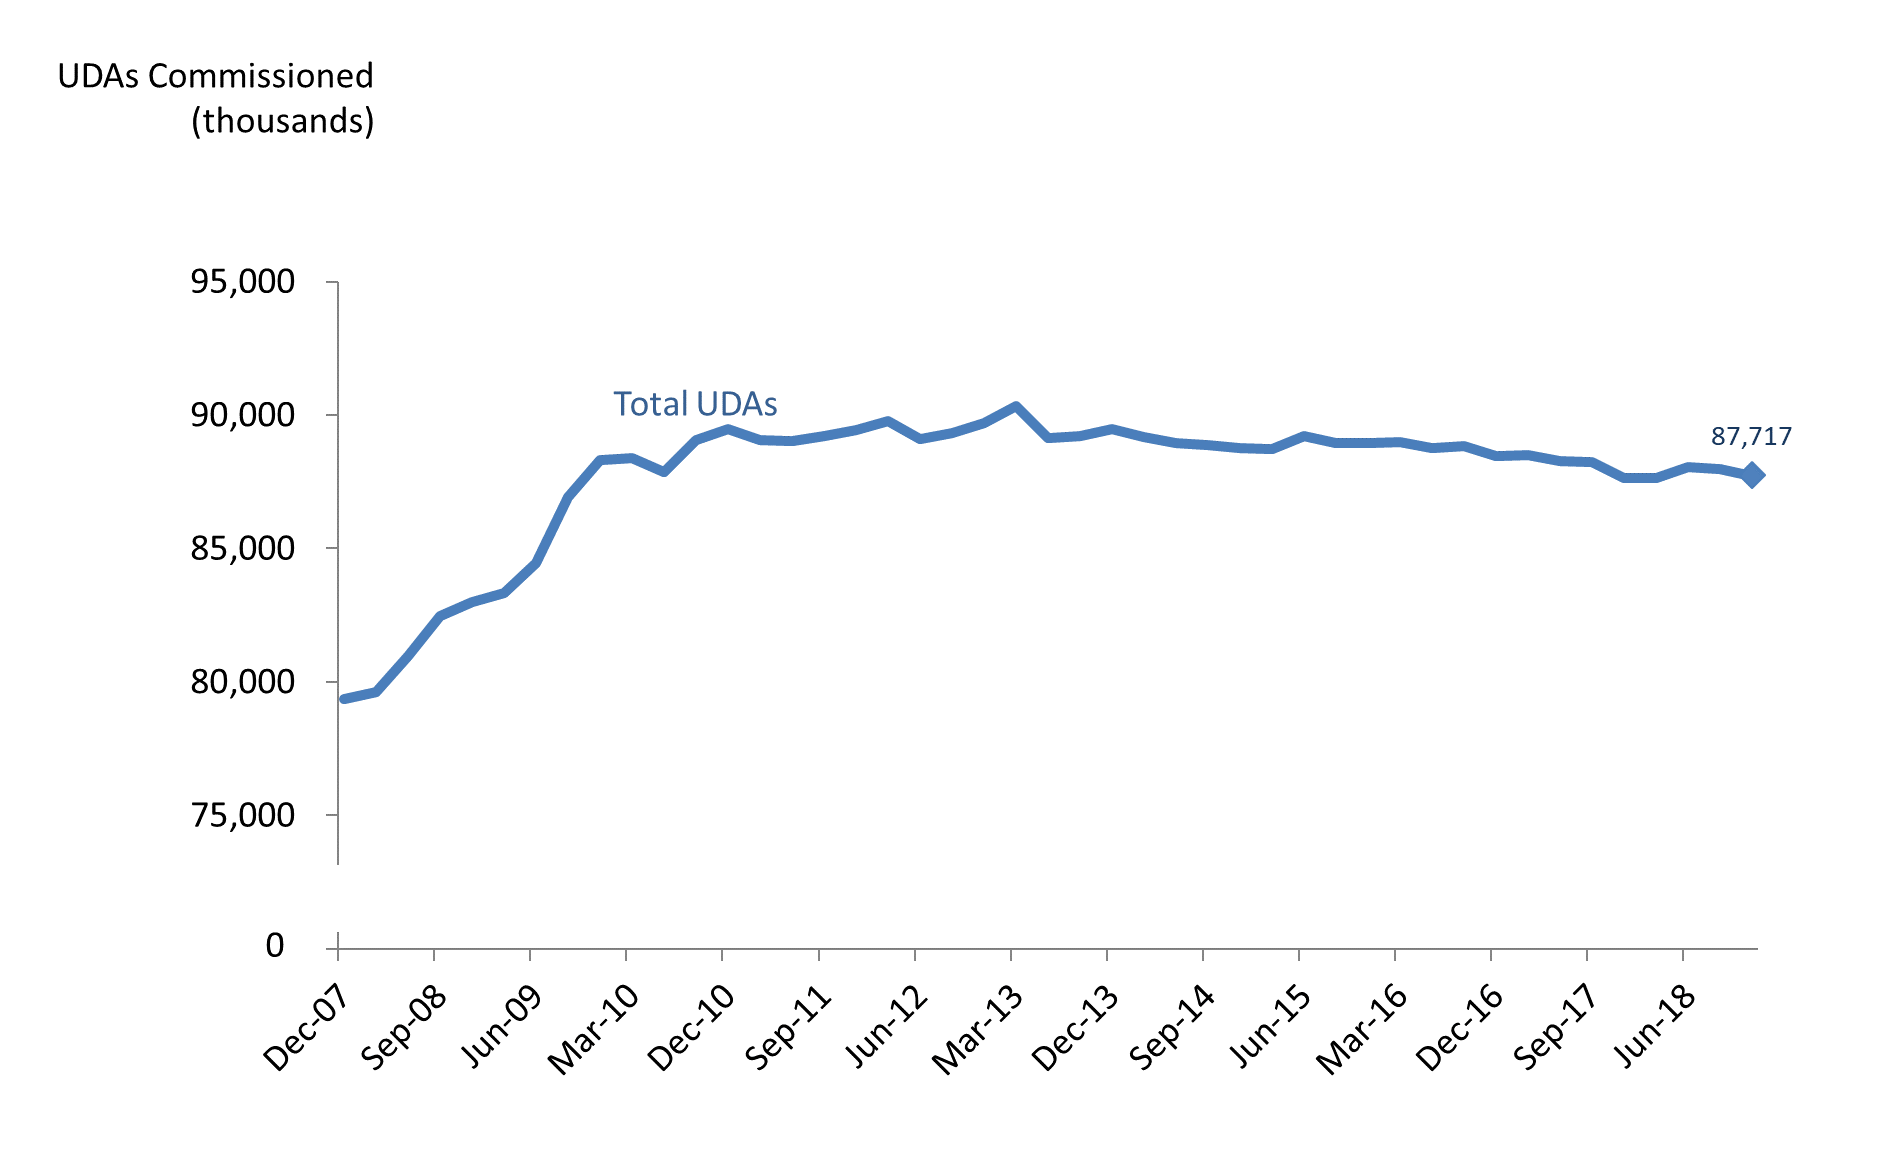 UDAs Commissioned
(thousands)
95,000
90,000
85,000
80,000
75,000
0
Total UDAs
87,717
Dec-07
Sep-08
Jun-09
Mar-10
Dec-10
Sep-11
Jun-12
Mar-13
Dec-13
Sep-14
Jun-15
Mar-16
Dec-16
Sep-17
Jun-18